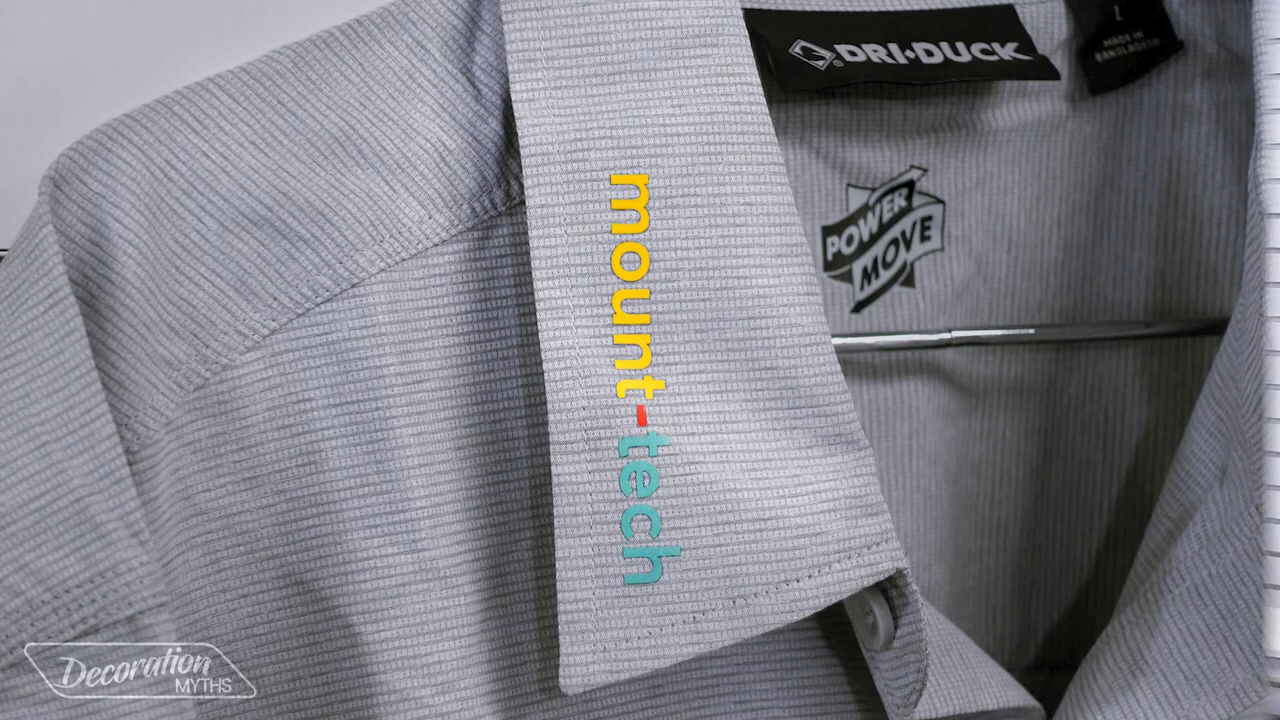 DRI•DUCK
L
MADE IN
BANGLADESH
POWER
MOVE
mount-tech
Decoration
MYTHS